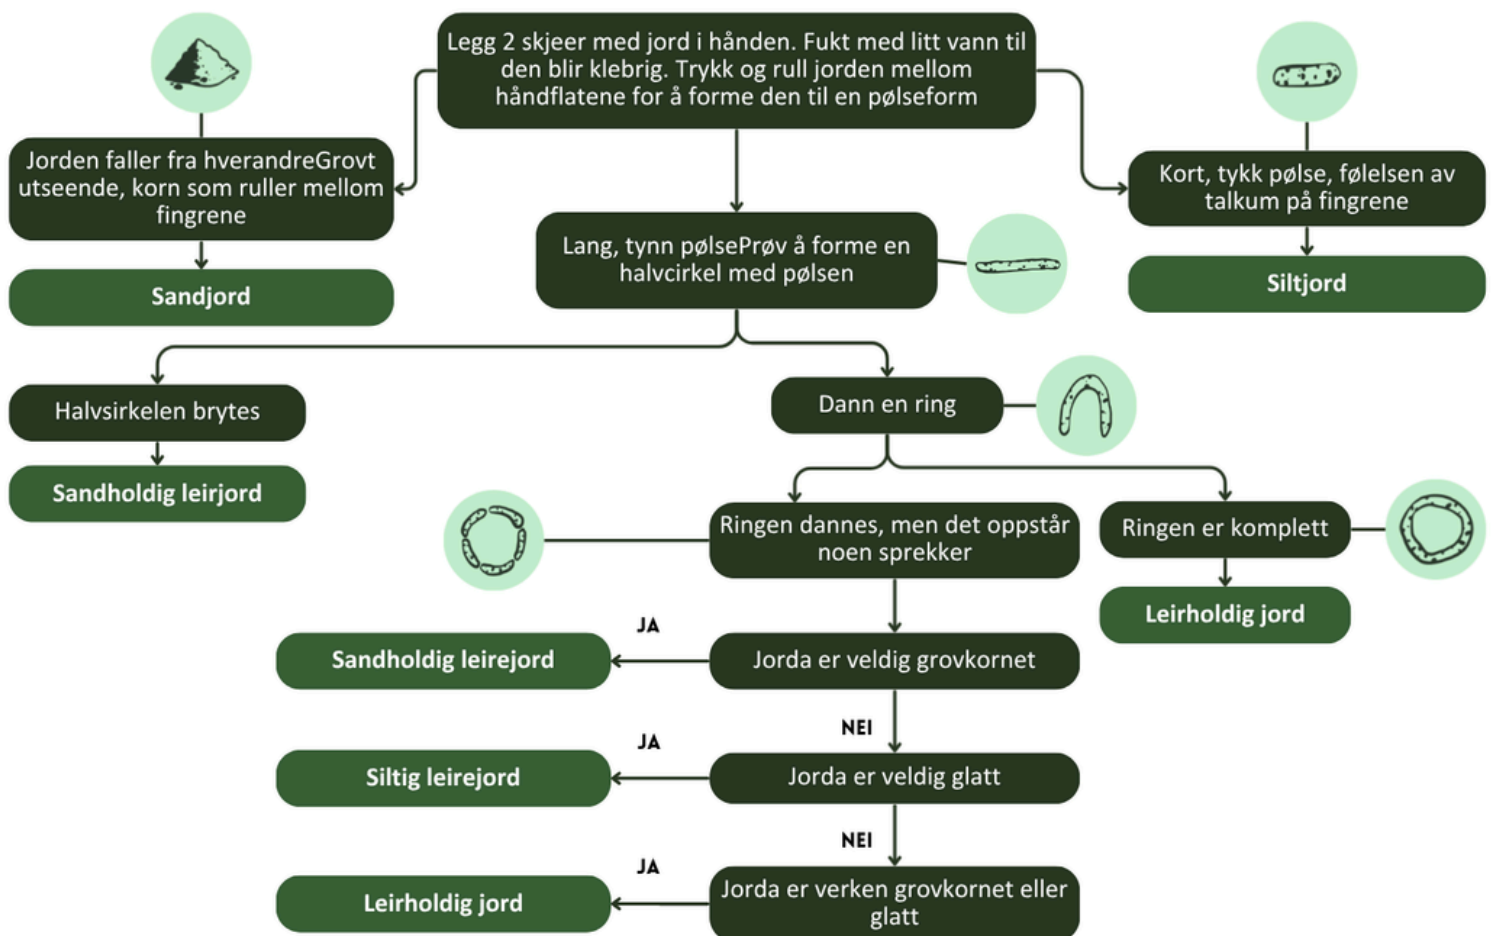 Legg 2 skjeer med jord i hånden. Fukt med litt vann til
den blir klebrig. Trykk og rull jorden mellom
håndflatene for å forme den til en pølseform
Jorden faller fra hverandreGrovt
utseende, korn som ruller mellom
fingrene
Sandjord
Kort, tykk pølse, følelsen av
talkum på fingrene
Siltjord
Lang, tynn pølsePrøv å forme en
halvcirkel med pølsen
Halvsirkelen brytes
Sandholdig leirjord
Dann en ring
Ringen dannes, men det oppstår
noen sprekker
Ringen er komplett
Leirholdig jord
Jorda er veldig grovkornet
JA
Sandholdig leirejord
NEI
Jorda er veldig glatt
JA
Siltig leirejord
NEI
Jorda er verken grovkornet eller
glatt
JA
Leirholdig jord